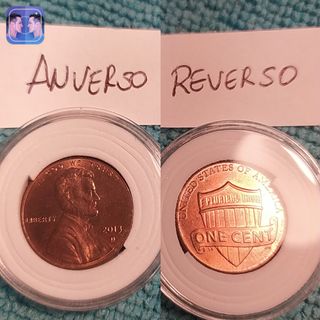 ANVERSO
REVERSO
LIBERTY
2013
D
UNITED STATES OF AMERICA
E PLURIBUS UNUM
ONE CENT